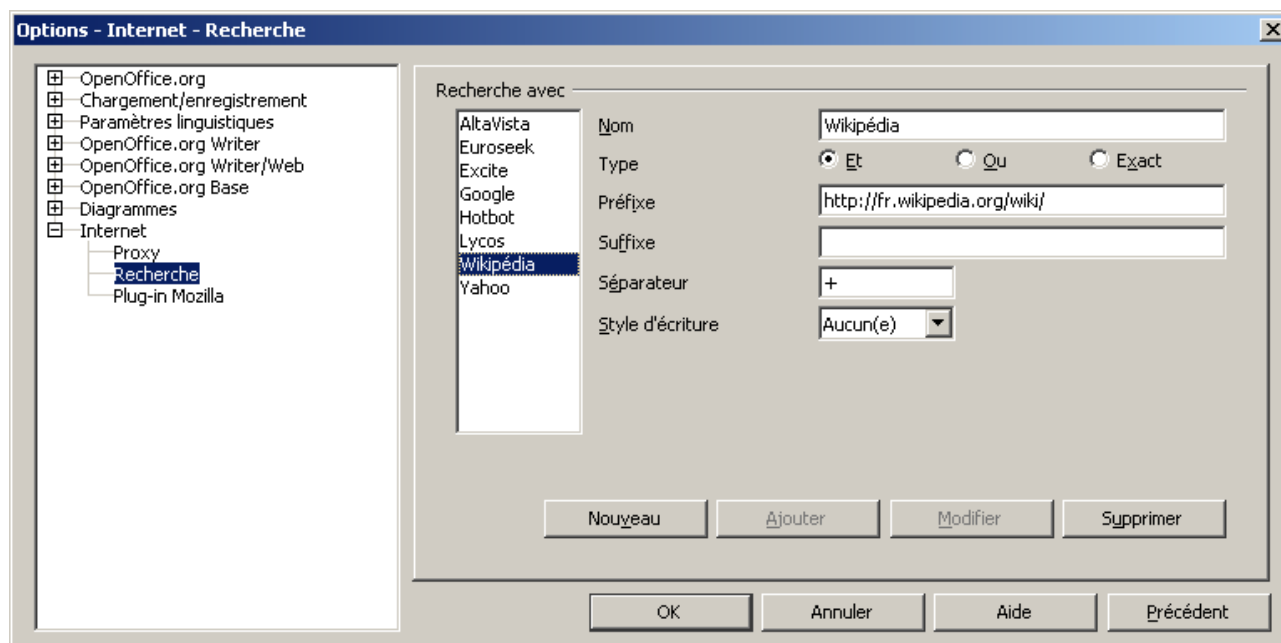 Options - Internet - Recherche
OpenOffice.org
Chargement/enregistrement
Paramètres linguistiques
OpenOffice.org Writer
OpenOffice.org Writer/Web
OpenOffice.org Base
Diagrammes
Internet
Proxy
Recherche
Plug-in Mozilla
Recherche avec
AltaVista
Euroseek
Excite
Google
Hotbot
Lycos
Wikipédia
Yahoo
Nom
Wikipédia
Type
Et
Ou
Exact
Préfixe
http://fr.wikipedia.org/wiki/
Suffixe
Séparateur
+
Style d'écriture
Aucun(e)
Nouveau
Ajouter
Modifier
Supprimer
OK
Annuler
Aide
Précédent